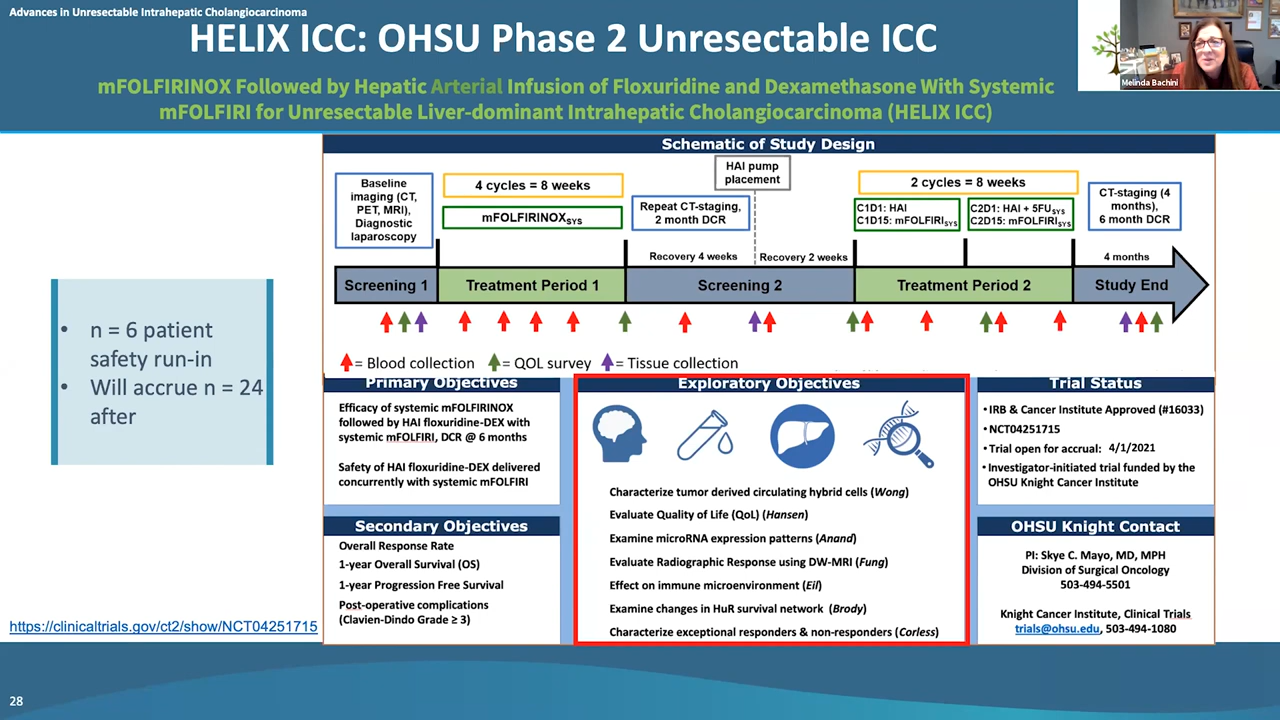 Advances in Unresectable Intrahepatic Cholangiocarcinoma
HELIX ICC: OHSU Phase 2 Unresectable ICC
mFOLFIRINOX Followed by Hepatic Arterial Infusion of Floxuridine and Dexamethasone With Systemic
mFOLFIRI for Unresectable Liver-dominant Intrahepatic Cholangiocarcinoma (HELIX ICC)
Melinda Bachini
• n = 6 patient
safety run-in
• Will accrue n = 24
after
Schematic of Study Design
Baseline
imaging (CT,
PET, MRI),
Diagnostic
laparoscopy
4 cycles = 8 weeks
mFOLFIRINOXSYS
Repeat CT-staging,
2 month DCR
HAI pump
placement
2 cycles = 8 weeks
C1D1: HAI
C1D15: mFOLFIRISYS
C2D1: HAI + 5FUSYS
C2D15: mFOLFIRISYS
CT-staging (4
months),
6 month DCR
Recovery 4 weeks
Recovery 2 weeks
4 months
Screening 1
Treatment Period 1
Screening 2
Treatment Period 2
Study End
= Blood collection = QOL survey = Tissue collection
Primary Objectives
Efficacy of systemic mFOLFIRINOX
followed by HAI floxuridine-DEX with
systemic mFOLFIRI, DCR @ 6 months
Safety of HAI floxuridine-DEX delivered
concurrently with systemic mFOLFIRI
Secondary Objectives
Overall Response Rate
1-year Overall Survival (OS)
1-year Progression Free Survival
Post-operative complications
(Clavien-Dindo Grade ≥ 3)
Exploratory Objectives
Characterize tumor derived circulating hybrid cells (Wong)
Evaluate Quality of Life (QoL) (Hansen)
Examine microRNA expression patterns (Anand)
Evaluate Radiographic Response using DW-MRI (Fung)
Effect on immune microenvironment (Eil)
Examine changes in HuR survival network (Brody)
Characterize exceptional responders & non-responders (Corless)
Trial Status
• IRB & Cancer Institute Approved (#16033)
• NCT04251715
• Trial open for accrual: 4/1/2021
• Investigator-initiated trial funded by the
OHSU Knight Cancer Institute
OHSU Knight Contact
PI: Skye C. Mayo, MD, MPH
Division of Surgical Oncology
503-494-5501
Knight Cancer Institute, Clinical Trials
trials@ohsu.edu, 503-494-1080
https://clinicaltrials.gov/ct2/show/NCT04251715
28